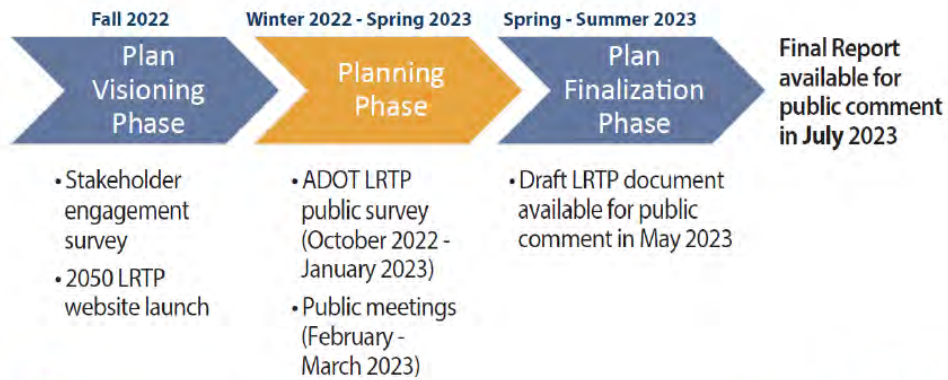 Fall 2022
Winter 2022 - Spring 2023
Spring - Summer 2023
Plan
Visioning
Phase
Planning
Phase
Plan
Finalization
Phase
Final Report
available for
public comment
in July 2023
• Stakeholder
engagement
survey
• 2050 LRTP
website launch
• ADOT LRTP
public survey
(October 2022 -
January 2023)
• Public meetings
(February -
March 2023)
• Draft LRTP document
available for public
comment in May 2023